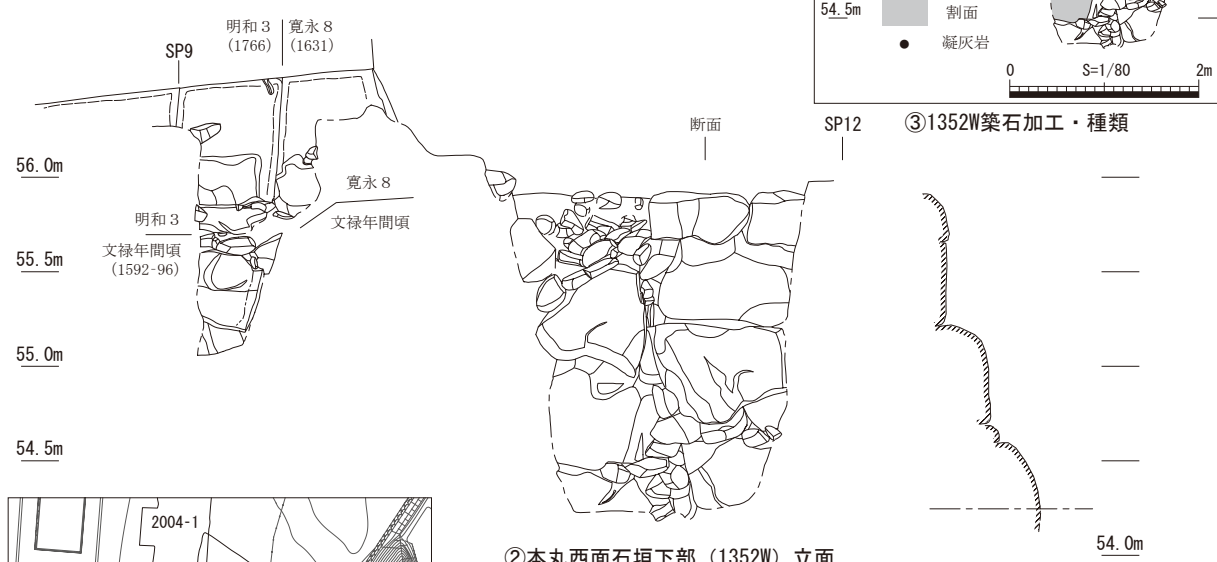 明和3 寛永8
(1766) (1631)
SP9
56.0m
寛永8
文禄年間頃
明和3
55.5m
文禄年間頃
(1592-96)
55.0m
54.5m
2004-1
断面
SP12
54.5m
割面
凝灰岩
0 S=1/80 2m
③1352W築石加工・種類
②本丸西面石垣下部（1352W）立面
54.0m